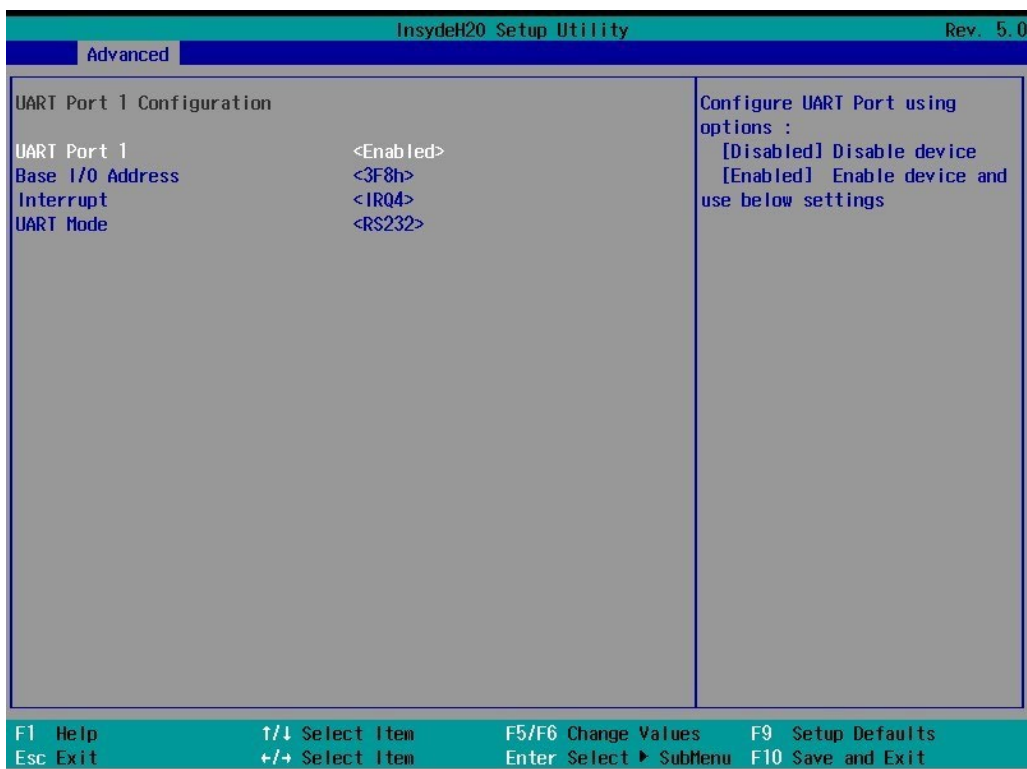 InsydeH20 Setup Utility Rev. 5.0
Advanced
UART Port 1 Configuration
UART Port 1 <Enabled>
Base I/O Address <3F8h>
Interrupt <IRQ4>
UART Mode <RS232>
Configure UART Port using
options :
[Disabled] Disable device
[Enabled] Enable device and
use below settings
F1 Help ↑/↓ Select Item F5/F6 Change Values F9 Setup Defaults
Esc Exit ←/→ Select Item Enter Select ▶ SubMenu F10 Save and Exit